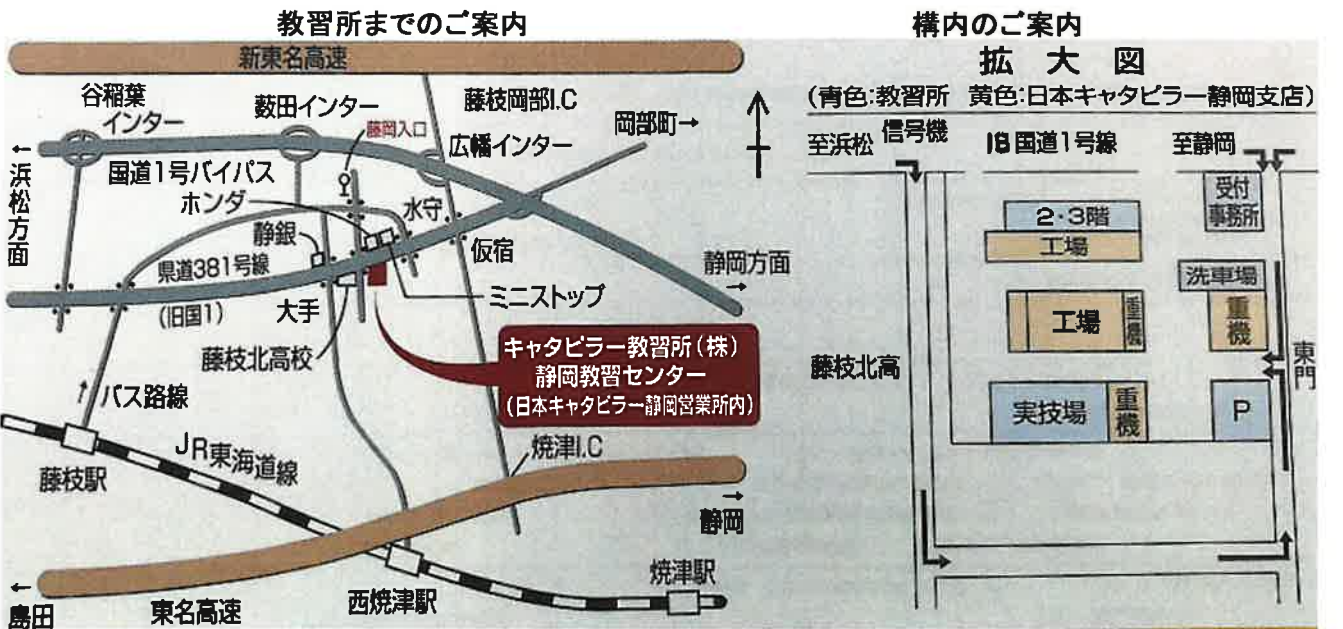 教習所までのご案内
新東名高速
谷稲葉
インター
薮田インター
藤岡入口
藤枝岡部I.C
広幡インター
岡部町→
←
浜松方面
国道1号バイパス
ホンダ
水守
静銀
仮宿
県道381号線
(旧国1)
大手
ミニストップ
静岡方面
→
藤枝北高校
キャタピラー教習所(株)
静岡教習センター
(日本キャタピラー静岡営業所内)
バス路線
JR東海道線
藤枝駅
焼津I.C
→
静岡
←
島田
東名高速
西焼津駅
焼津駅
構内のご案内
拡大図
(青色:教習所 黄色:日本キャタピラー静岡支店)
至浜松
信号機
国道1号線
至静岡
受付
事務所
2・3階
工場
洗車場
工場
重機
重機
藤枝北高
東門
実技場
重機
P